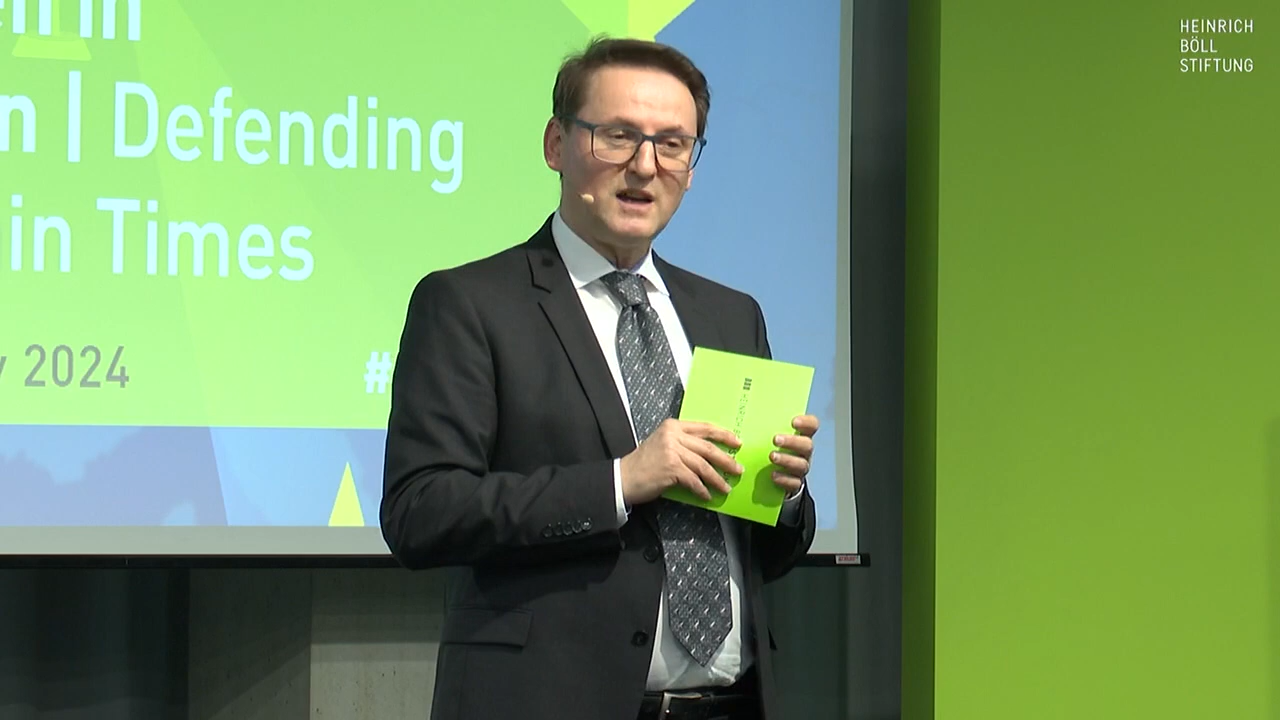 n | Defending
in Times
2024
#
HEINRICH
BÖLL
STIFTUNG